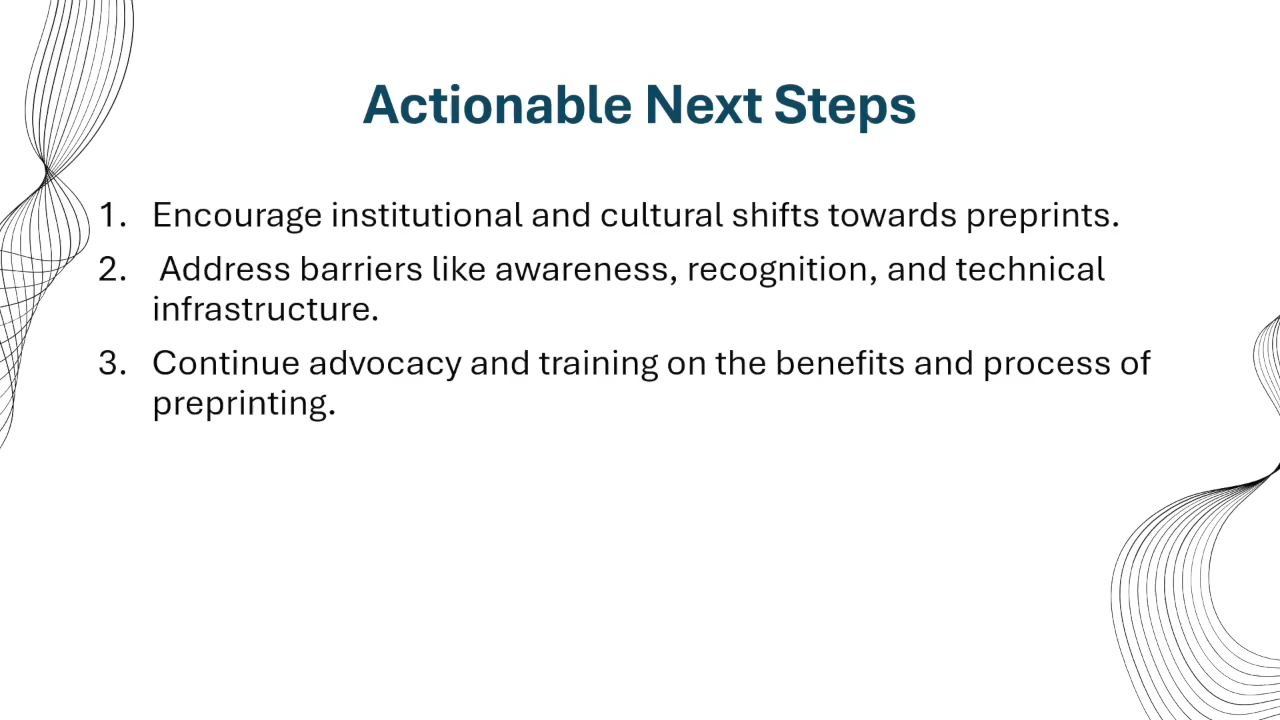 Actionable Next Steps
1. Encourage institutional and cultural shifts towards preprints.
2. Address barriers like awareness, recognition, and technical
infrastructure.
3. Continue advocacy and training on the benefits and process of
preprinting.